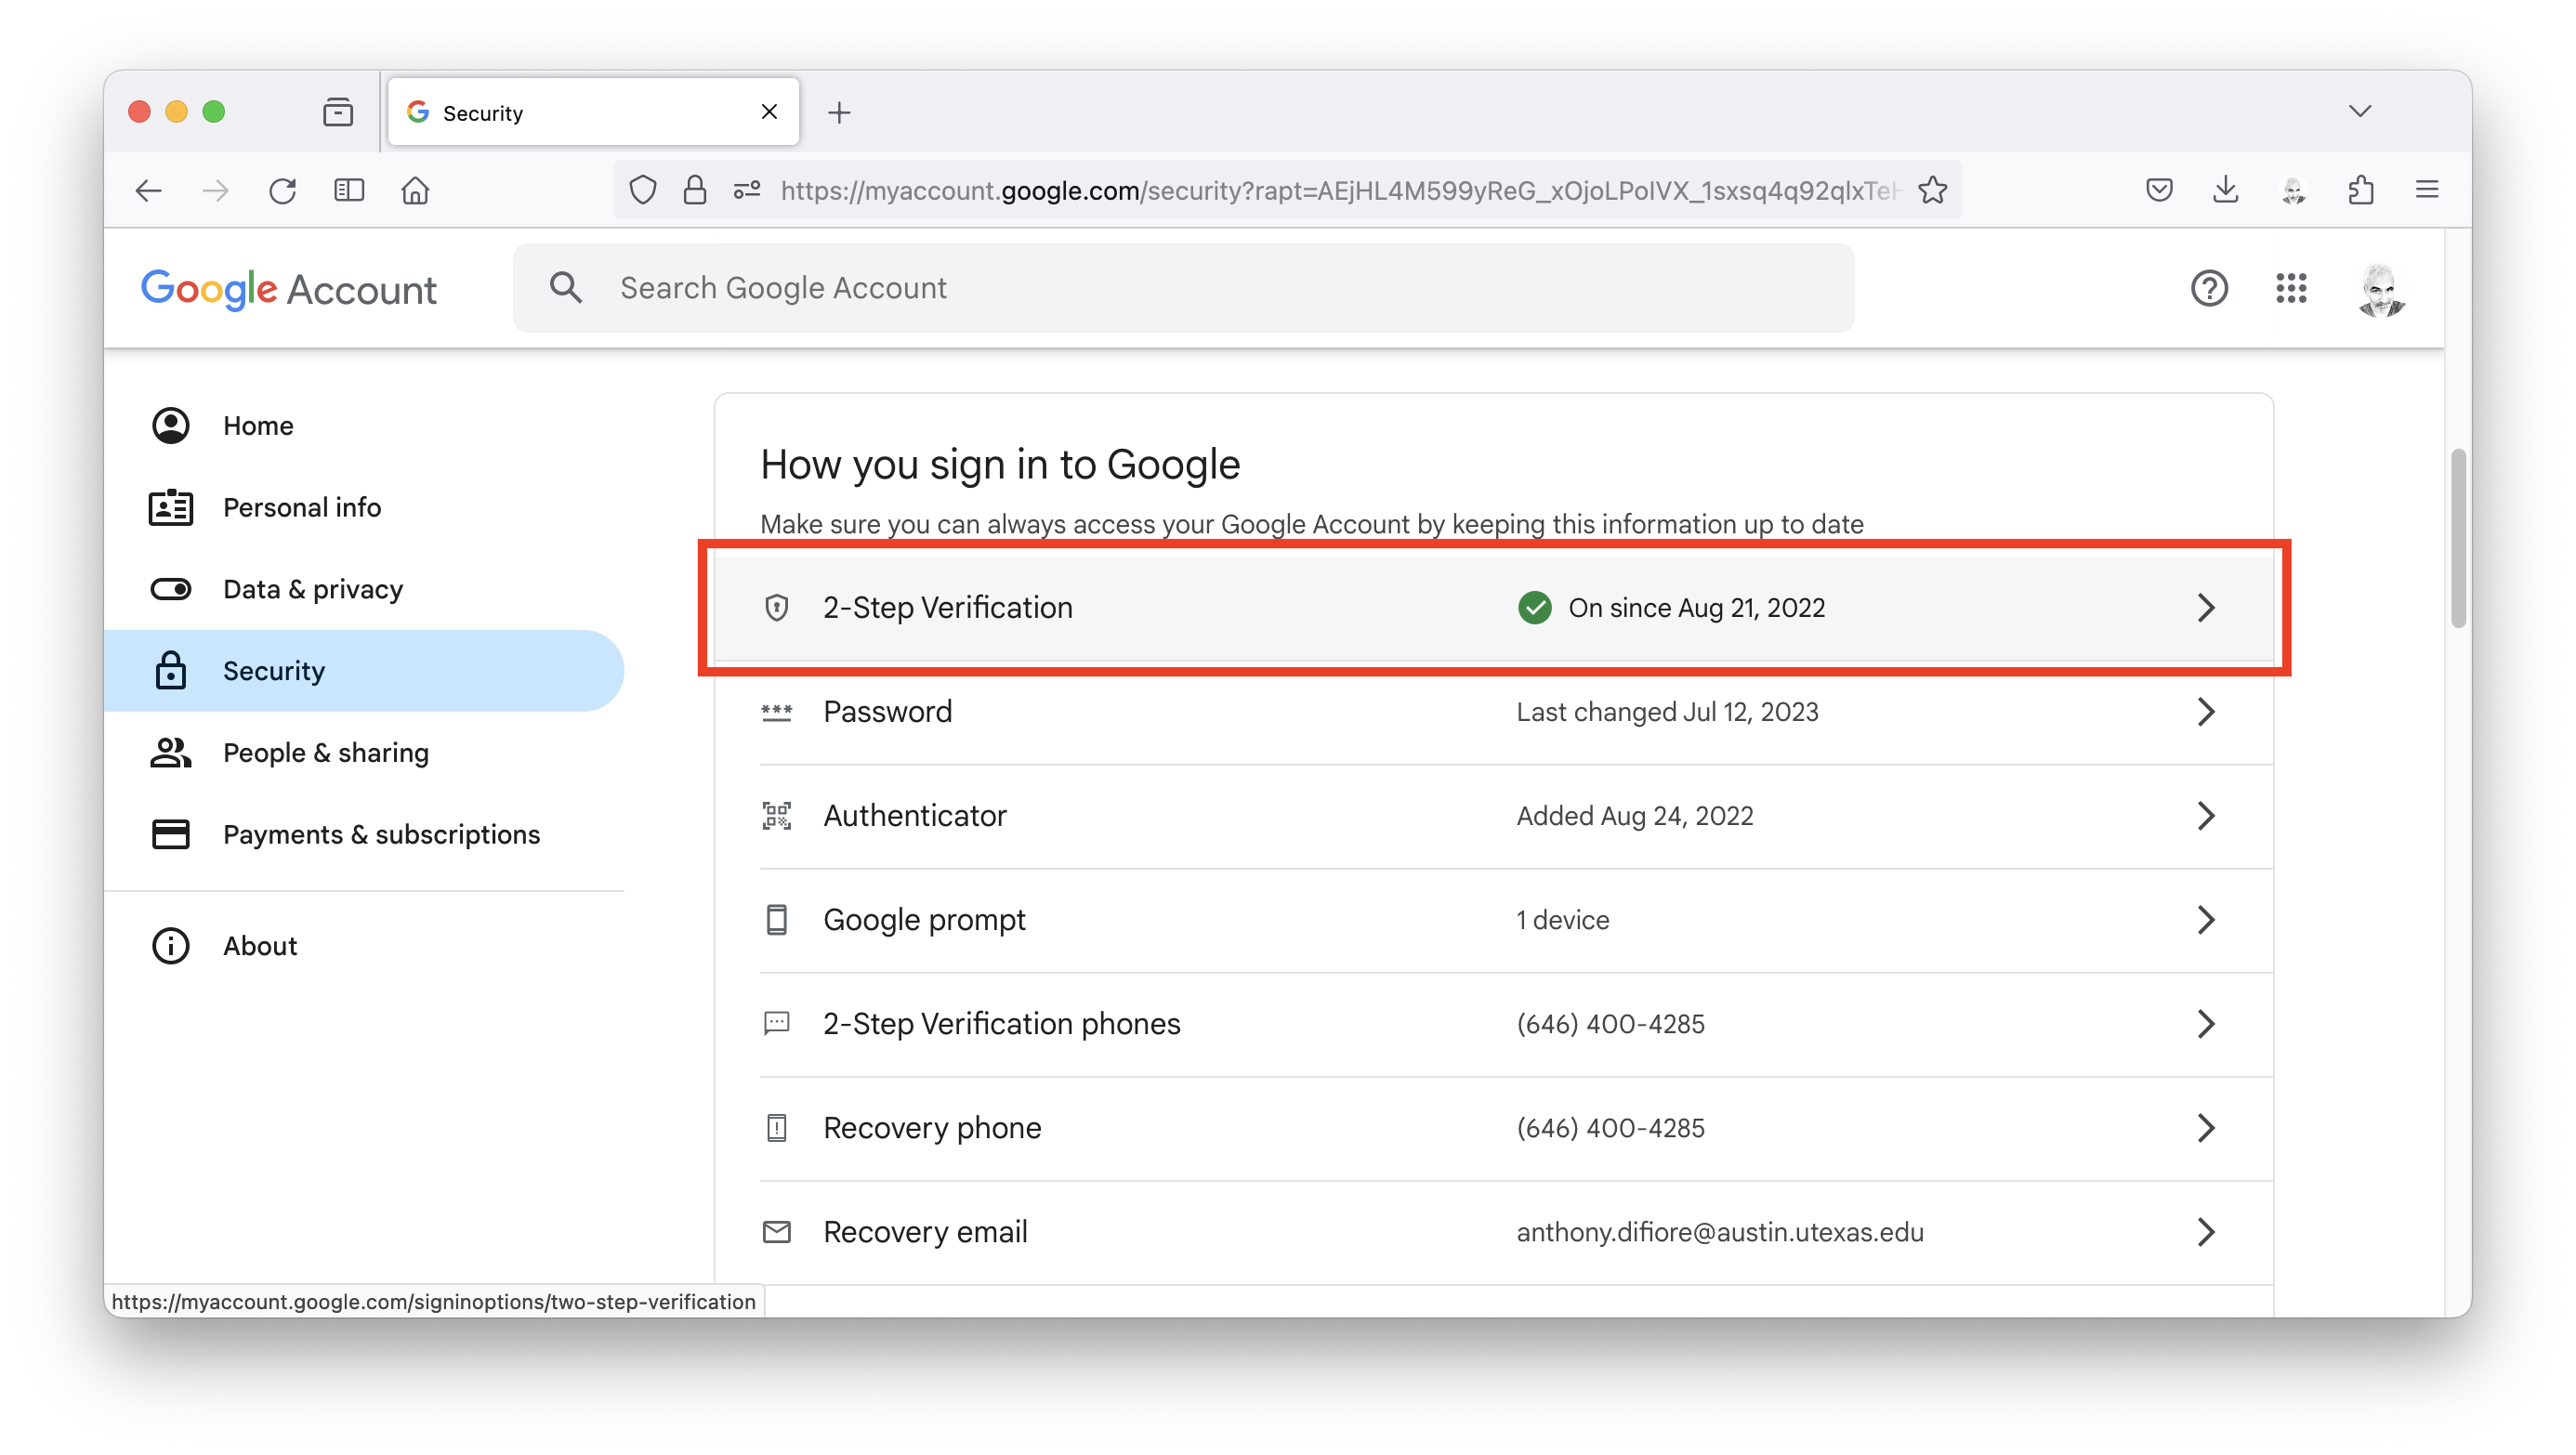 Security
https://myaccount.google.com/security?rapt=AEjHL4M599yReG_xOjoLPoIVX_1sxsq4q92qlxTeH
Google Account
Search Google Account
Home
Personal info
Data & privacy
Security
People & sharing
Payments & subscriptions
About
How you sign in to Google
Make sure you can always access your Google Account by keeping this information up to date
2-Step Verification On since Aug 21, 2022
Password Last changed Jul 12, 2023
*** 
Authenticator Added Aug 24, 2022
Google prompt 1 device
2-Step Verification phones (646) 400-4285
Recovery phone (646) 400-4285
Recovery email anthony.difiore@austin.utexas.edu
https://myaccount.google.com/signinoptions/two-step-verification